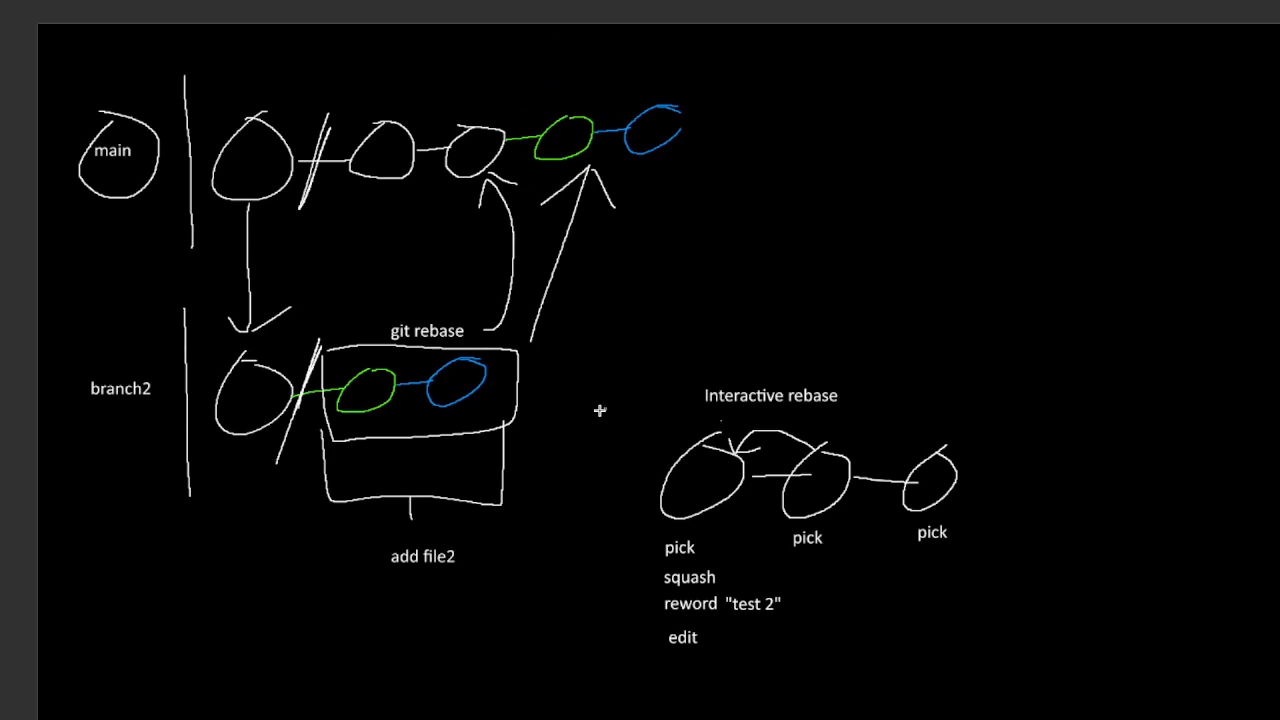 main
git rebase
branch2
add file2
Interactive rebase
pick
pick
pick
squash
reword "test 2"
edit